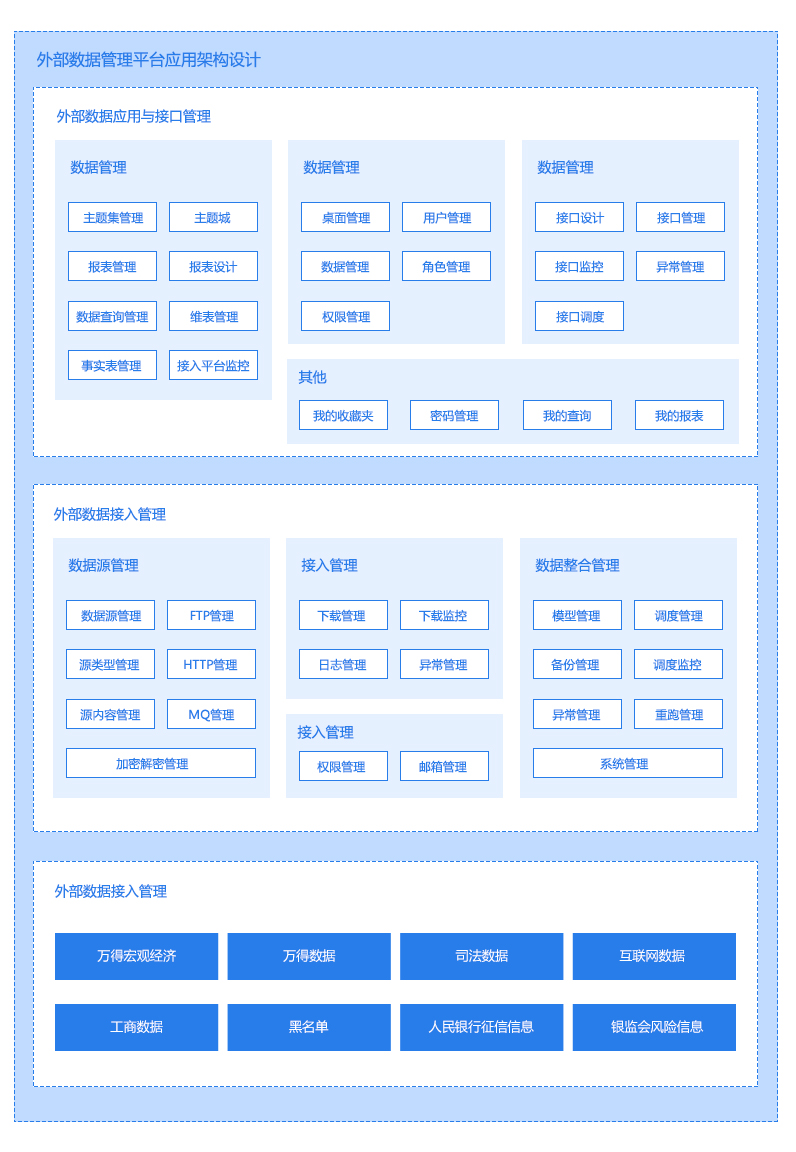 外部数据管理平台应用架构设计
外部数据应用与接口管理
数据管理
主题集管理
主题城
报表管理
报表设计
数据查询管理
维表管理
事实表管理
接入平台监控
数据管理
桌面管理
用户管理
数据管理
角色管理
权限管理
数据管理
接口设计
接口管理
接口监控
异常管理
接口调度
其他
我的收藏夹
密码管理
我的查询
我的报表
外部数据接入管理
数据源管理
数据源管理
FTP管理
源类型管理
HTTP管理
源内容管理
MQ管理
加密解密管理
接入管理
下载管理
下载监控
日志管理
异常管理
接入管理
权限管理
邮箱管理
数据整合管理
模型管理
调度管理
备份管理
调度监控
异常管理
重跑管理
系统管理
外部数据接入管理
万得宏观经济
万得数据
司法数据
互联网数据
工商数据
黑名单
人民银行征信信息
银监会风险信息